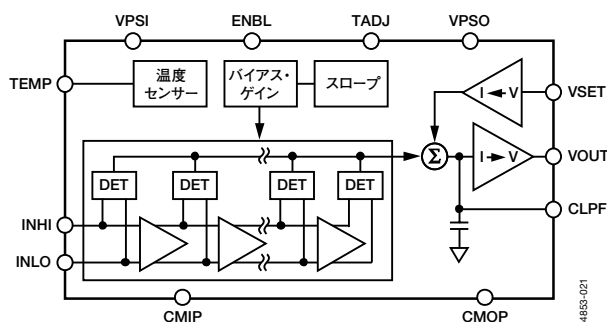 VPSI ENBL TADJ VPSO
TEMP
温度
センサー
バイアス・
ゲイン
スロープ
I V
VSET
DET DET DET DET
Σ
I V
VOUT
CLPF
INHI
INLO
CMIP
CMOP
4853-021